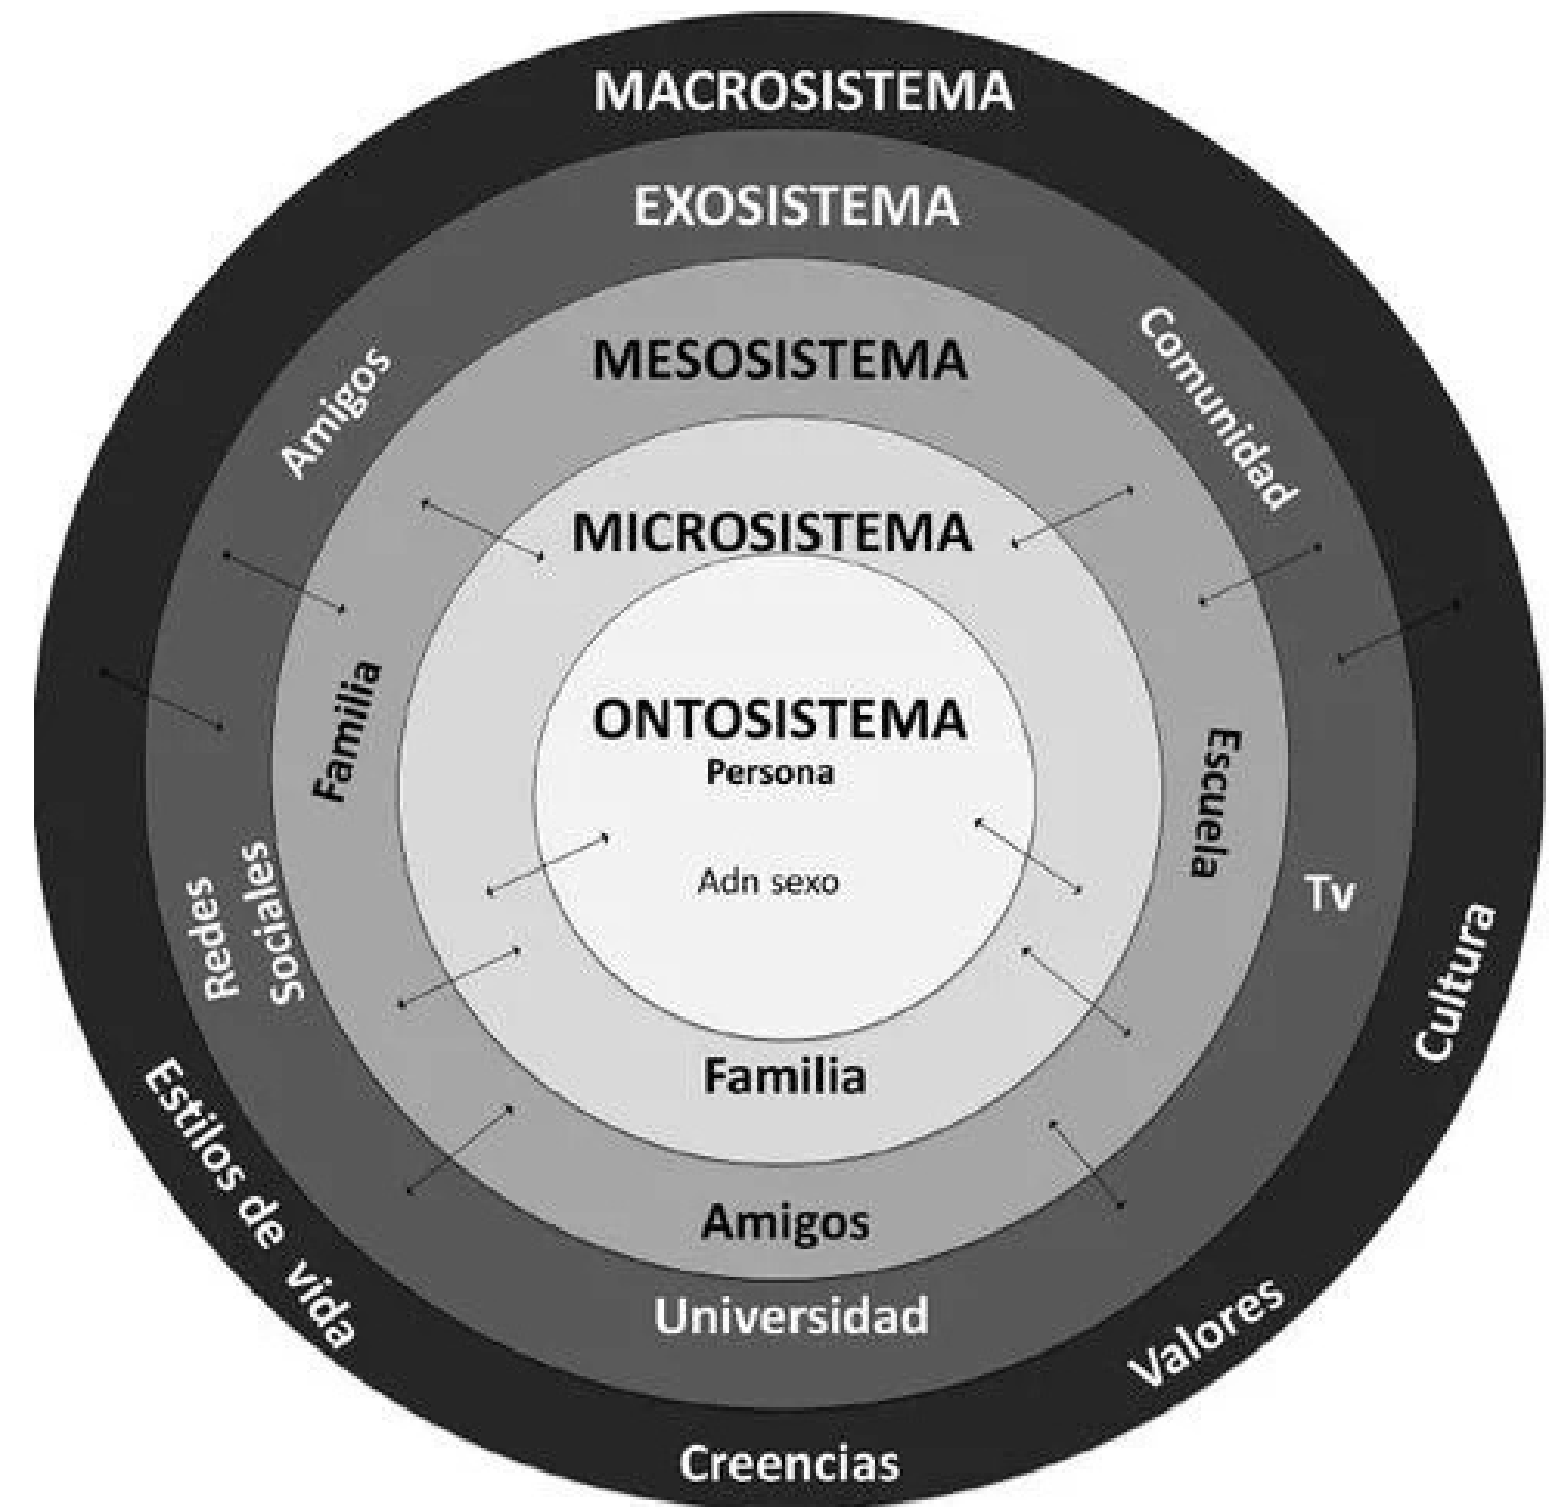 MACROSISTEMA
EXOSISTEMA
MESOSISTEMA
MICROSISTEMA
ONTOSISTEMA
Persona
Adn sexo
Familia
Amigos
Universidad
Creencias
Amigos
Familia
Redes
Sociales
Estilos de vida
Comunidad
Escuela
Tv
Cultura
Valores